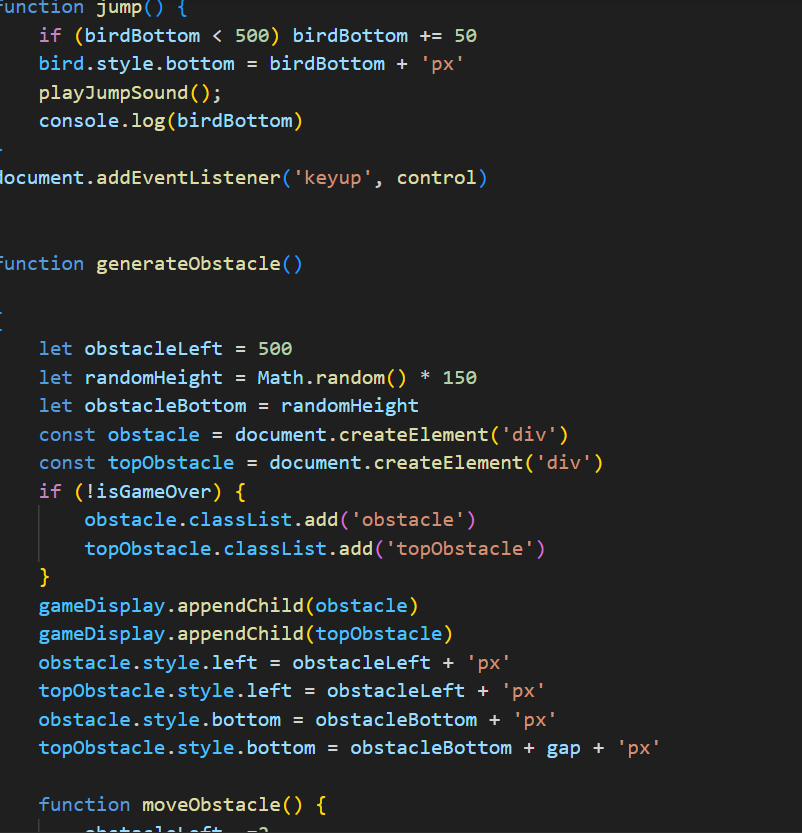 function jump() {
if (birdBottom < 500) birdBottom += 50
bird.style.bottom = birdBottom + 'px'
playJumpSound();
console.log(birdBottom)
document.addEventListener('keyup', control)
function generateObstacle()
{
let obstacleLeft = 500
let randomHeight = Math.random() * 150
let obstacleBottom = randomHeight
const obstacle = document.createElement('div')
const topObstacle = document.createElement('div')
if (!isGameOver) {
obstacle.classList.add('obstacle')
topObstacle.classList.add('topObstacle')
}
gameDisplay.appendChild(obstacle)
gameDisplay.appendChild(topObstacle)
obstacle.style.left = obstacleLeft + 'px'
topObstacle.style.left = obstacleLeft + 'px'
obstacle.style.bottom = obstacleBottom + 'px'
topObstacle.style.bottom = obstacleBottom + gap + 'px'
function moveObstacle() {
obstacleLeft